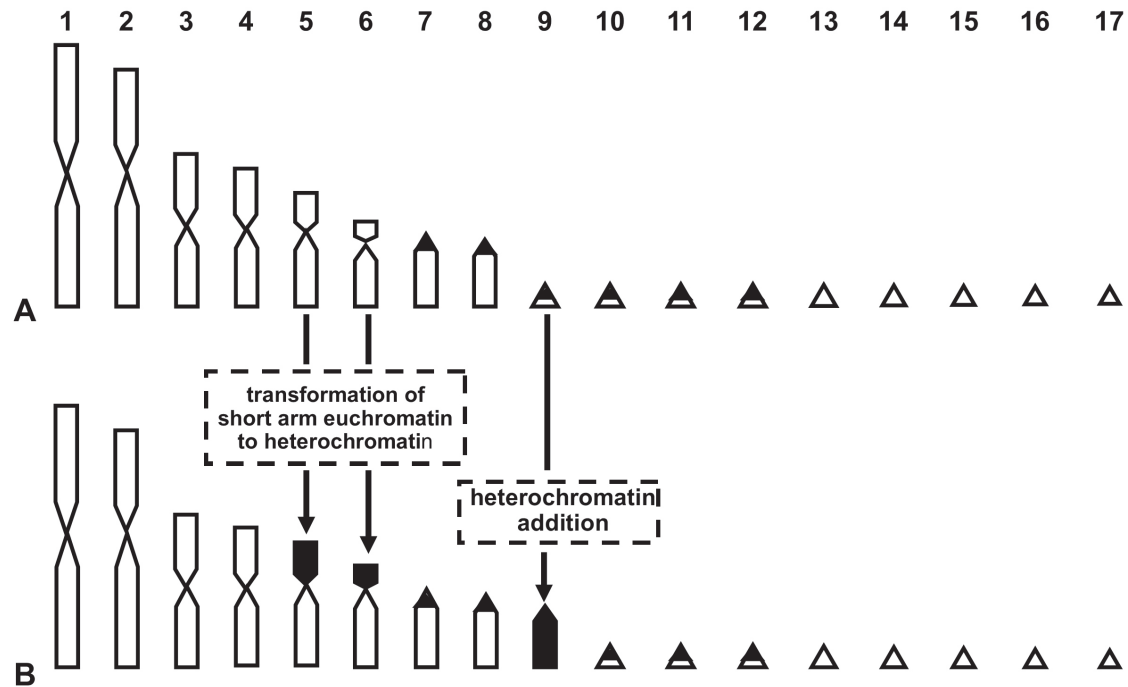 1 2 3 4 5 6 7 8 9 10 11 12 13 14 15 16 17
A
transformation of
short arm euchromatin
to heterochromatin
heterochromatin
addition
B